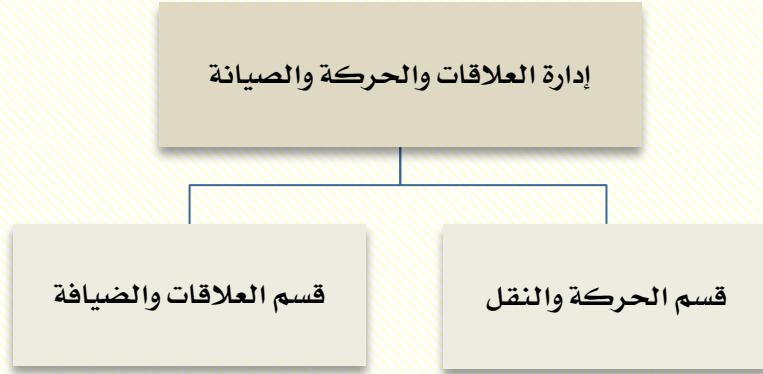 إدارة العلاقات والحركة والصيانة
قسم الحركة والنقل
قسم العلاقات والضيافة